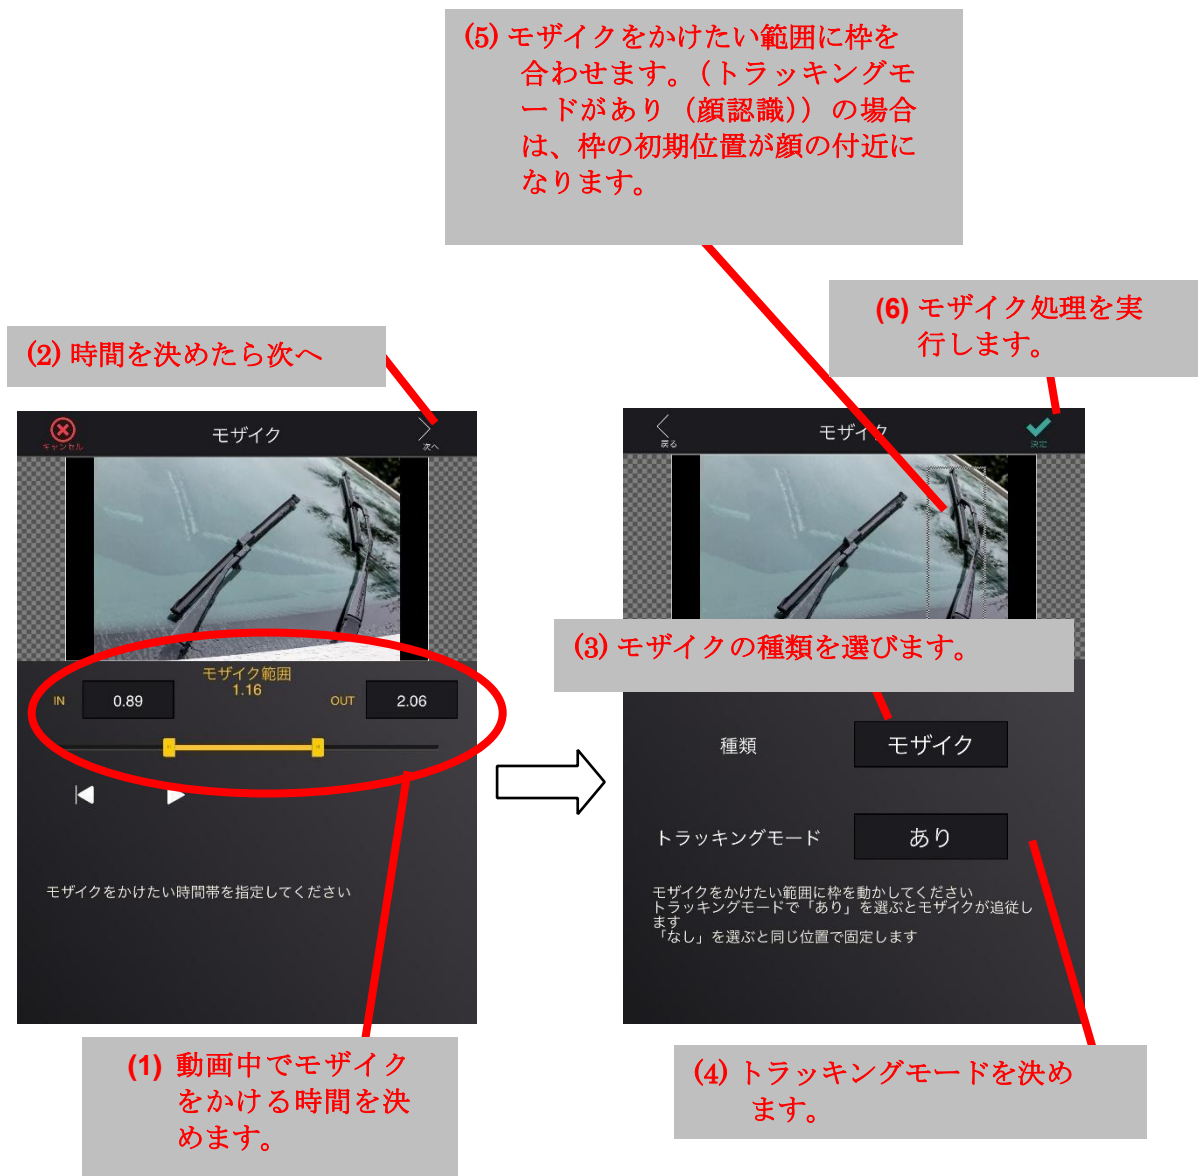 (5) モザイクをかけたい範囲に枠を
合わせます。（トラッキングモ
ードがあり（顔認識））の場合
は、枠の初期位置が顔の付近に
なります。
(6) モザイク処理を実
行します。
(2) 時間を決めたら次へ
キャンセル
モザイク
次へ
戻る
モザイク
決定
モザイク範囲
1.16
IN
0.89
OUT
2.06
モザイクをかけたい時間帯を指定してください
(3) モザイクの種類を選びます。
種類
モザイク
トラッキングモード
あり
モザイクをかけたい範囲に枠を動かしてください
トラッキングモードで「あり」を選ぶとモザイクが追従し
ます
「なし」を選ぶと同じ位置で固定します
(1) 動画中でモザイク
をかける時間を決
めます。
(4) トラッキングモードを決め
ます。